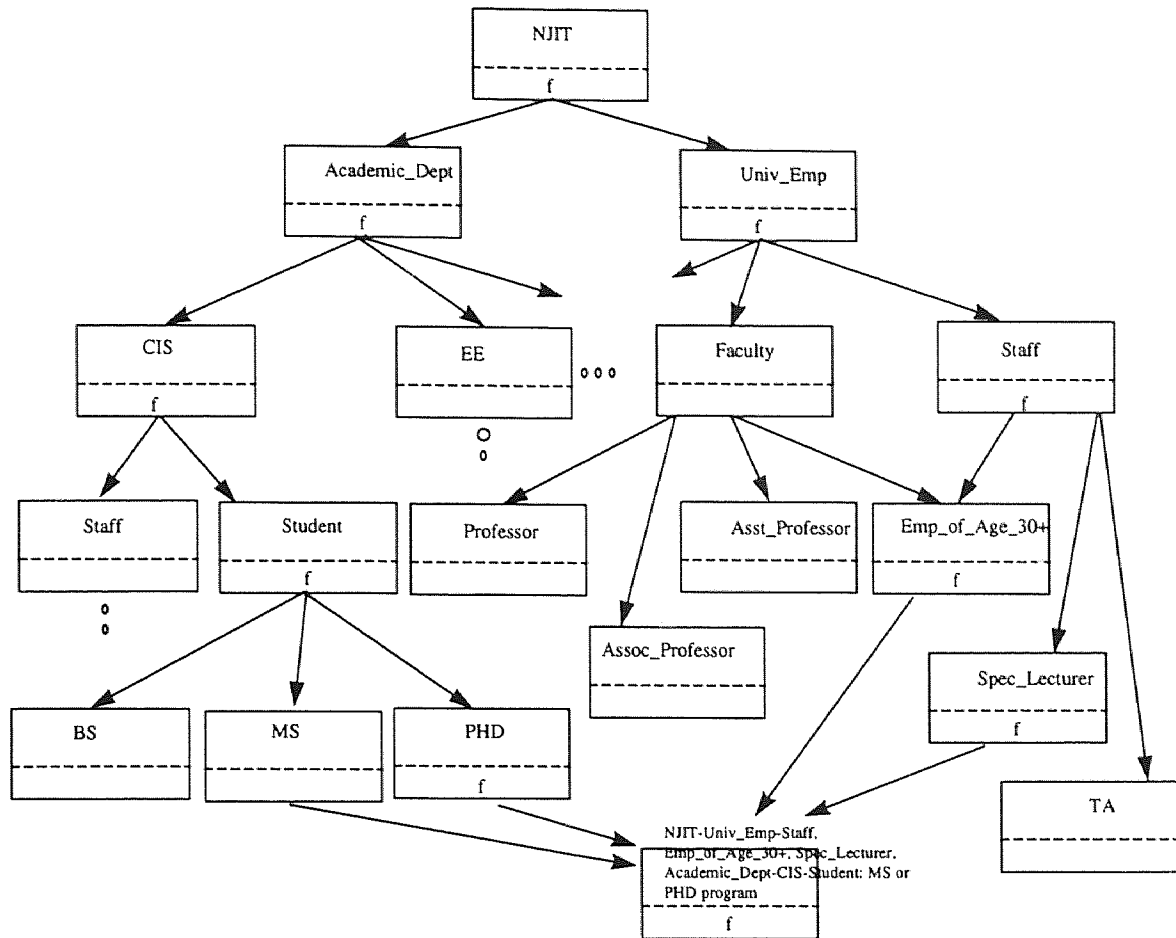 NJIT
f
Academic_Dept
f
Univ_Emp
f
CIS
f
EE
Faculty
Staff
f
Staff
Student
f
Professor
Asst_Professor
Emp_of_Age_30+
f
Assoc_Professor
Spec_Lecturer
f
BS
MS
PHD
f
TA
NJIT-Univ_Emp-Staff,
Emp_of_Age_30+, Spec_Lecturer,
Academic_Dept-CIS-Student: MS or
PHD program
f